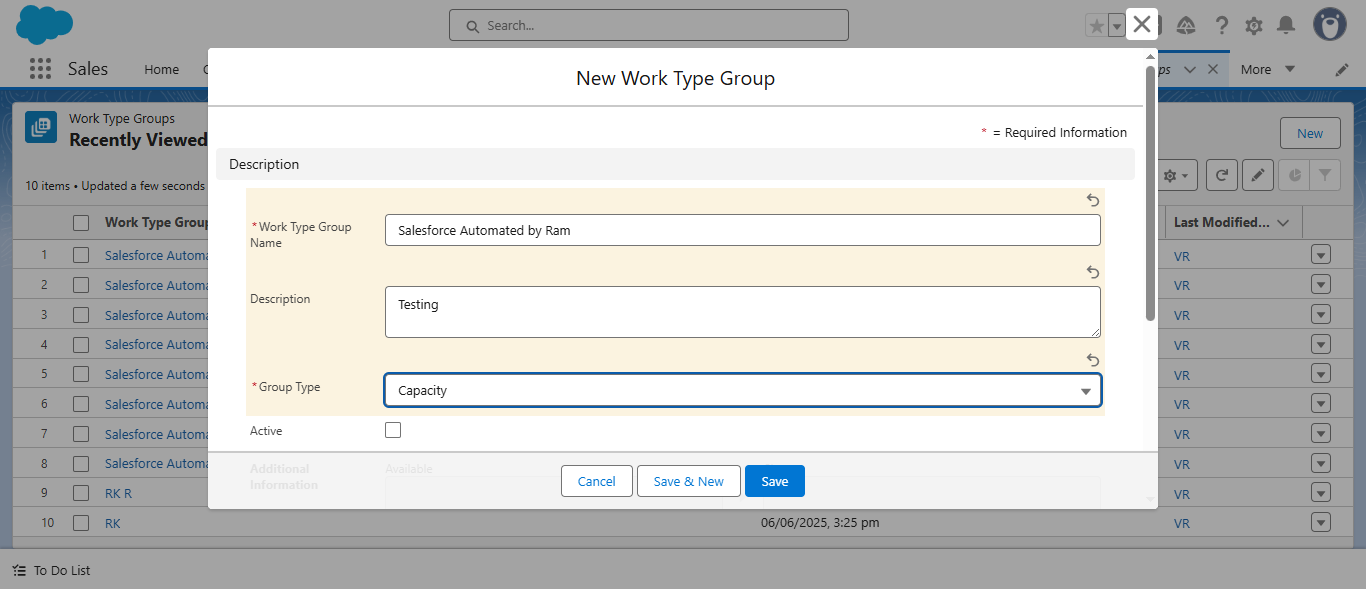 Search...
Sales
Home
More
New Work Type Group
* = Required Information
Description
*Work Type Group Name
Salesforce Automated by Ram
Description
Testing
*Group Type
Capacity
Active
Additional Information
Available
Cancel
Save & New
Save
Work Type Groups
Recently Viewed
New
10 items • Updated a few seconds
Work Type Group
Last Modified...
1 Salesforce Automa VR
2 Salesforce Automa VR
3 Salesforce Automa VR
4 Salesforce Automa VR
5 Salesforce Automa VR
6 Salesforce Automa VR
7 Salesforce Automa VR
8 Salesforce Automa VR
9 RK R VR
10 RK 06/06/2025, 3:25 pm VR
To Do List